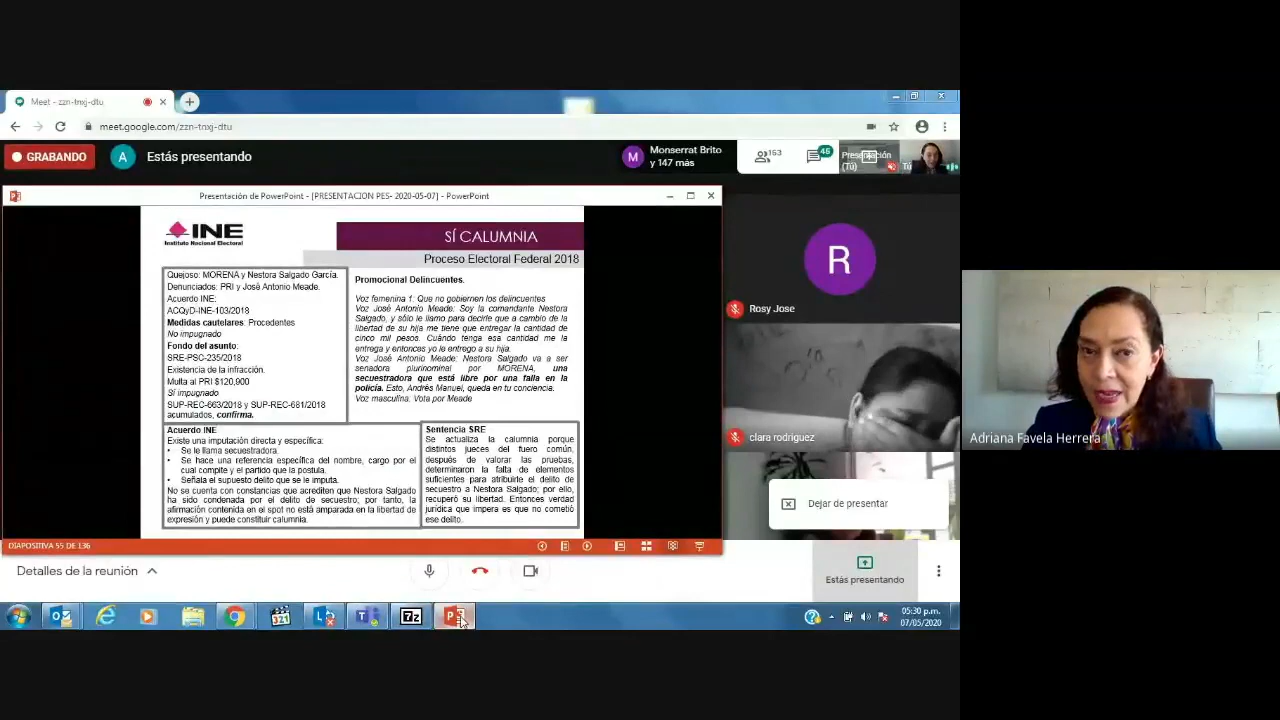 Meet - zzn-tnxj-dtu
meet.google.com/zzn-tnxj-dtu
GRABANDO
A
Estás presentando
M
Monserrat Brito
y 147 más
153
46
Presentación
(Tú)
Tú
Presentación de PowerPoint - [PRESENTACION PES- 2020-05-07] - PowerPoint
INE
Instituto Nacional Electoral
SÍ CALUMNIA
Proceso Electoral Federal 2018
Quejoso: MORENA y Nestora Salgado García.
Denunciados: PRI y José Antonio Meade.
Acuerdo INE:
ACQyD-INE-103/2018
Medidas cautelares: Procedentes
No impugnado
Fondo del asunto:
SRE-PSC-235/2018
Existencia de la infracción.
Multa al PRI $120,900
Sí impugnado
SUP-REC-663/2018 y SUP-REC-681/2018
acumulados, confirma.
Promocional Delincuentes.
Voz femenina 1: Que no gobiernen los delincuentes
Voz José Antonio Meade: Soy la comandante Nestora
Salgado, y sólo le llamo para decirle que a cambio de la
libertad de su hija me tiene que entregar la cantidad de
cinco mil pesos. Cuándo tenga esa cantidad me la
entrega y entonces yo le entrego a su hija.
Voz José Antonio Meade: Nestora Salgado va a ser
senadora plurinominal por MORENA, una
secuestradora que está libre por una falla en la
policía. Esto, Andrés Manuel, queda en tu conciencia.
Voz masculina: Vota por Meade
Acuerdo INE
Existe una imputación directa y específica:
• Se le llama secuestradora.
• Se hace una referencia específica del nombre, cargo por el
cual compite y el partido que la postula.
• Señala el supuesto delito que se le imputa.
No se cuenta con constancias que acrediten que Nestora Salgado
ha sido condenada por el delito de secuestro; por tanto, la
afirmación contenida en el spot no está amparada en la libertad de
expresión y puede constituir calumnia.
Sentencia SRE
Se actualiza la calumnia porque
distintos jueces del fuero común,
después de valorar las pruebas,
determinaron la falta de elementos
suficientes para atribuirle el delito de
secuestro a Nestora Salgado; por ello,
recuperó su libertad. Entonces verdad
jurídica que impera es que no cometió
ese delito.
DIAPOSITIVA 55 DE 136
R
Rosy Jose
clara rodriguez
Dejar de presentar
Adriana Favela Herrera
Detalles de la reunión
Estás presentando
321
7z
05:30 p.m.
07/05/2020